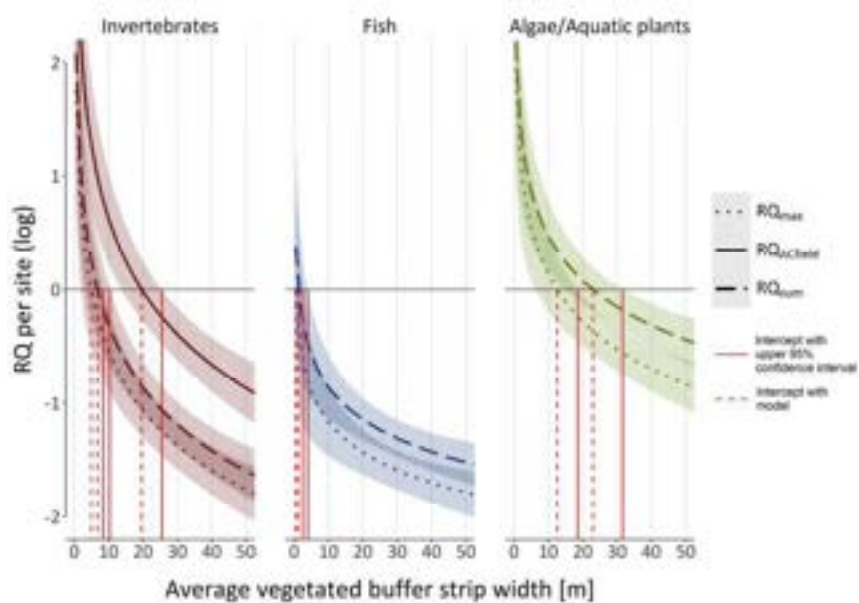 Invertebrates
Fish
Algae/Aquatic plants
RQ per site (log)
2
1
0
-1
-2
0 10 20 30 40 50
0 10 20 30 40 50
0 10 20 30 40 50
Average vegetated buffer strip width [m]
RQmax
RQACfield
RQsum
Intercept with
upper 95%
confidence interval
Intercept with
model